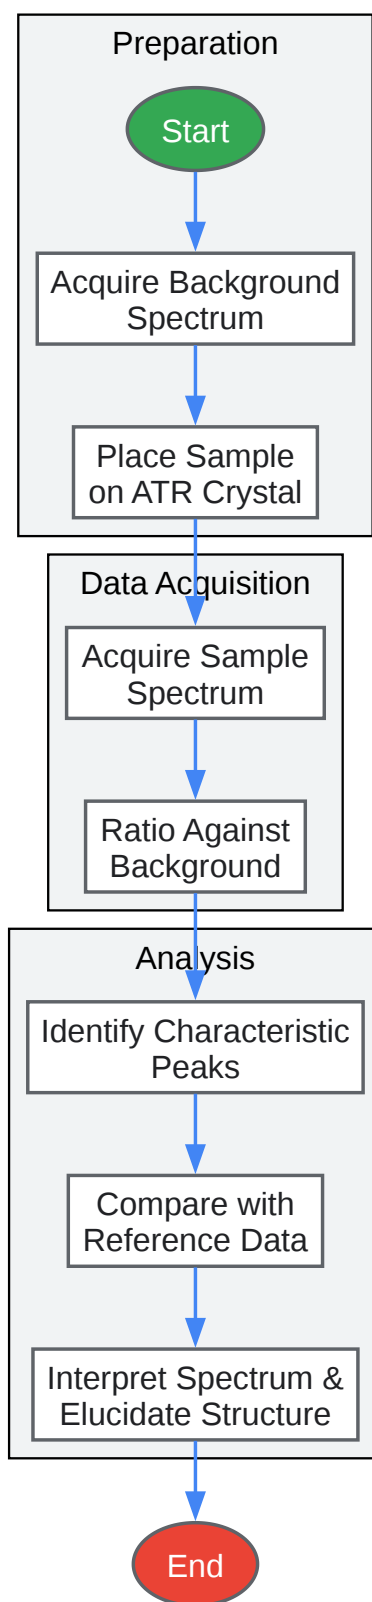 Preparation
Start
Acquire Background
Spectrum
Place Sample
on ATR Crystal
Data Acquisition
Acquire Sample
Spectrum
Ratio Against
Background
Analysis
Identify Characteristic
Peaks
Compare with
Reference Data
Interpret Spectrum &
Elucidate Structure
End